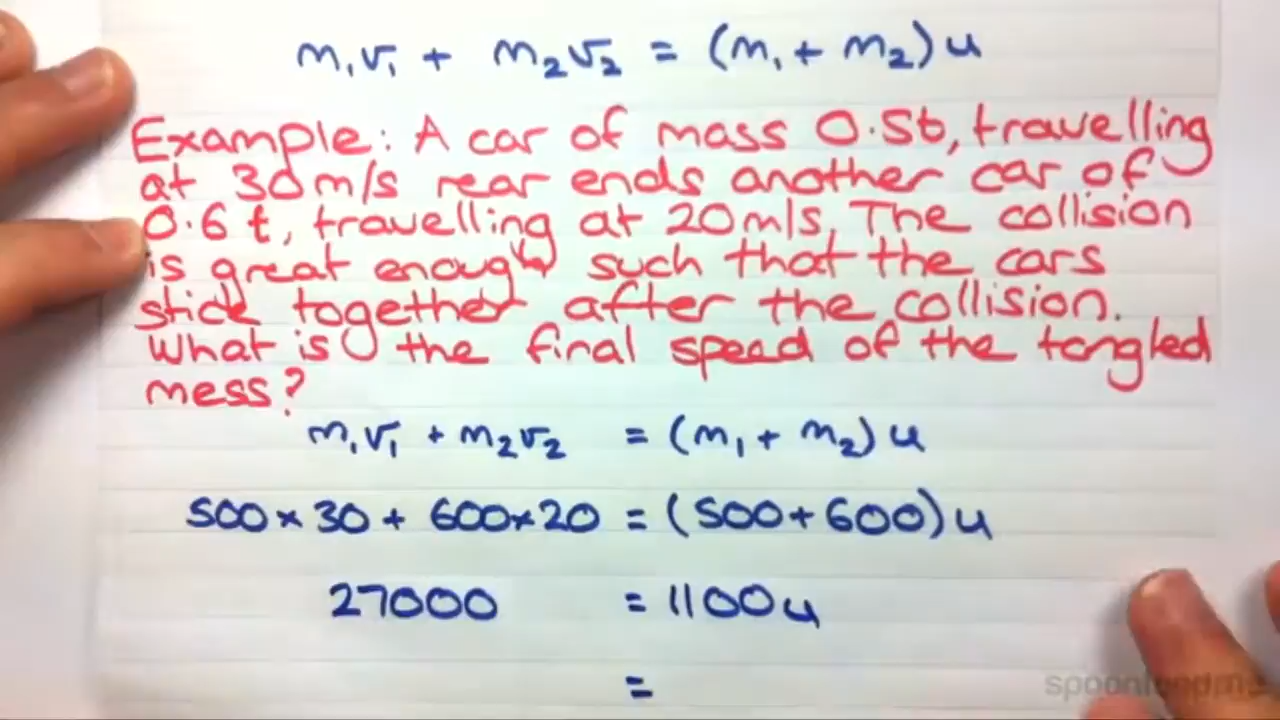 m₁v₁ + m₂v₂ = (m₁ + m₂)u
Example: A car of mass 0.5t, travelling
at 30m/s rear ends another car of
0.6 t, travelling at 20m/s. The collision
is great enough such that the cars
stick together after the collision.
What is the final speed of the tangled
mess?
m₁v₁ + m₂v₂ = (m₁ + m₂)u
500×30 + 600×20 = (500+600)u
27000 = 1100u
=